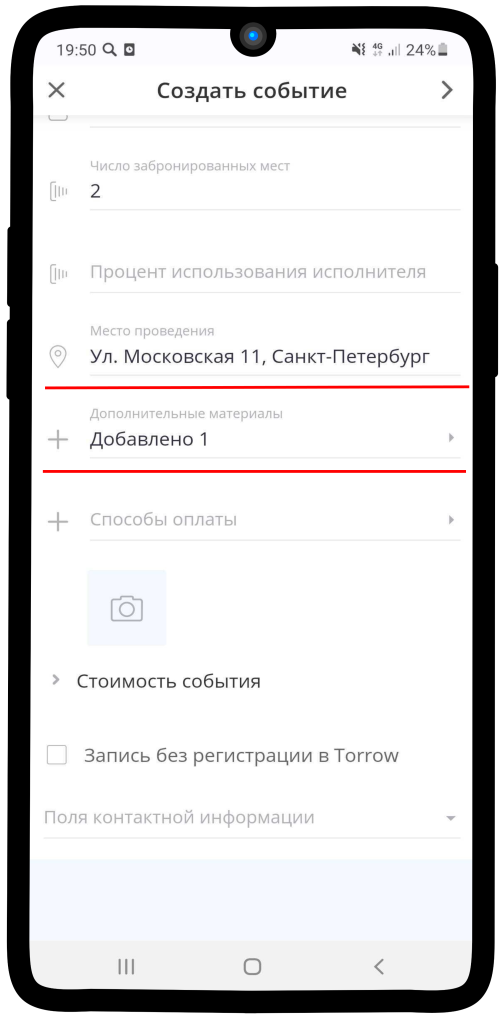 19:50
4G
24%
Создать событие
Число забронированных мест
2
Процент использования исполнителя
Место проведения
Ул. Московская 11, Санкт-Петербург
Дополнительные материалы
Добавлено 1
Способы оплаты
Стоимость события
Запись без регистрации в Torrow
Поля контактной информации